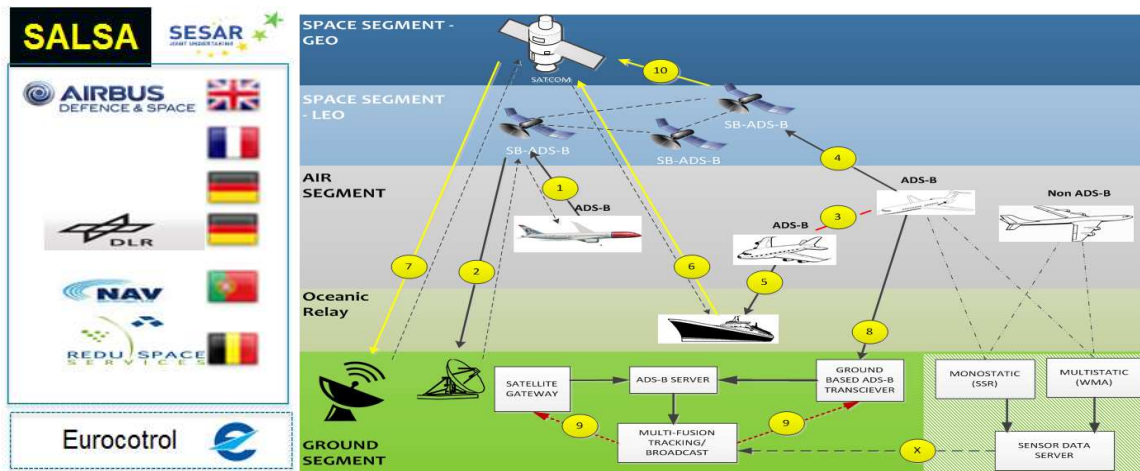 SALSA
SESAR
JOINT UNDERTAKING
AIRBUS
DEFENCE & SPACE
DLR
NAV
REDU SPACE
SERVICES
Eurocotrol
SPACE SEGMENT -
GEO
SATCOM
10
SPACE SEGMENT
- LEO
SB-ADS-B
SB-ADS-B
SB-ADS-B
4
AIR
SEGMENT
1
ADS-B
ADS-B
3
ADS-B
Non ADS-B
7
2
6
5
Oceanic
Relay
8
SATELLITE
GATEWAY
ADS-B SERVER
GROUND
BASED ADS-B
TRANSCIEVER
MONOSTATIC
(SSR)
MULTISTATIC
(WMA)
9
9
MULTI-FUSION
TRACKING/
BROADCAST
X
SENSOR DATA
SERVER
GROUND
SEGMENT